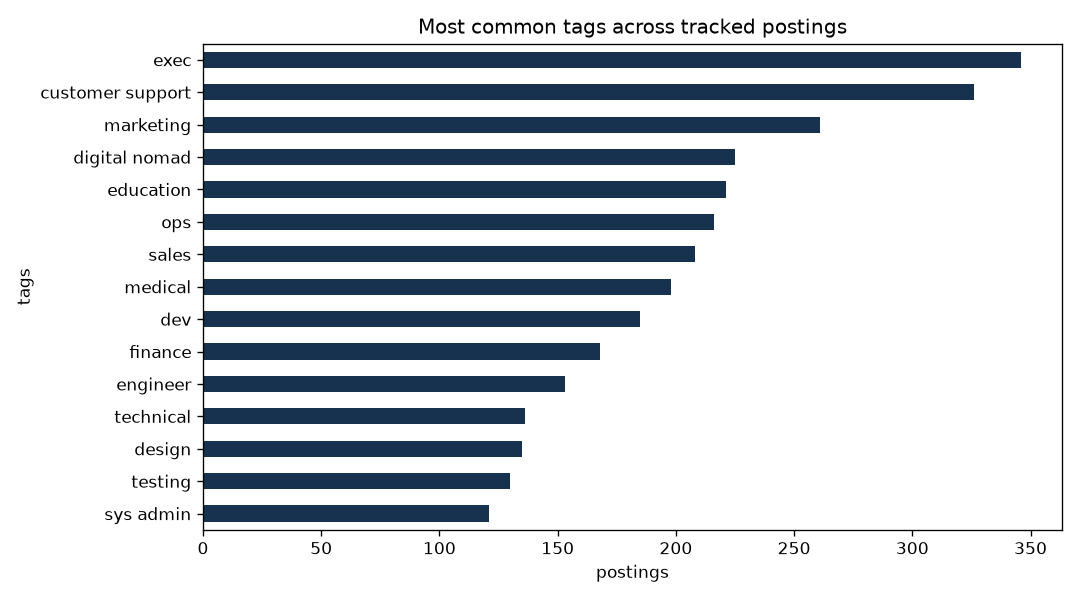 Most common tags across tracked postings
exec
customer support
marketing
digital nomad
education
ops
sales
medical
dev
finance
engineer
technical
design
testing
sys admin
tags
0 50 100 150 200 250 300 350
postings